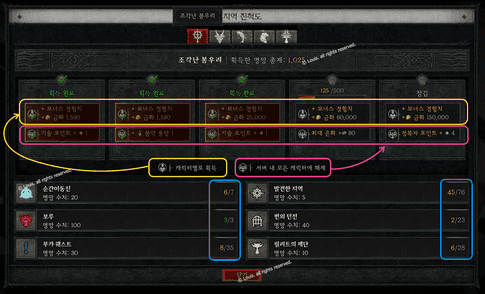 조각난 봉우리 지역 진척도
© Louis. all rights reserved.
조각난 봉우리 | 획득한 명망 총계: 1,025
획득 완료
획득 완료
획득 완료
125 /500
잠김
+ 보너스 경험치
+ 금화
+ 보너스 경험치
+ 금화
+ 보너스 경험치
+ 금화 25,000
+ 보너스 경험치
+ 금화 60,000
+ 보너스 경험치
+ 금화 150,000
기술 포인트 + 1
+ 물약 용량 1
기술 포인트 + 1
최대 은화 + 80
정복자 포인트 + 4
: 캐릭터별로 획득
: 서버 내 모든 캐릭터에 해제
순간이동진
명망 수치: 20
6/7
발견한 지역
명망 수치: 5
45/76
보루
3/3
번의 던전
명망 수치: 40
2/23
부가 퀘스트
명망 수치: 30
8/35
릴리트의 제단
명망 수치: 10
6/28
© Louis. all rights reserved.
닫기